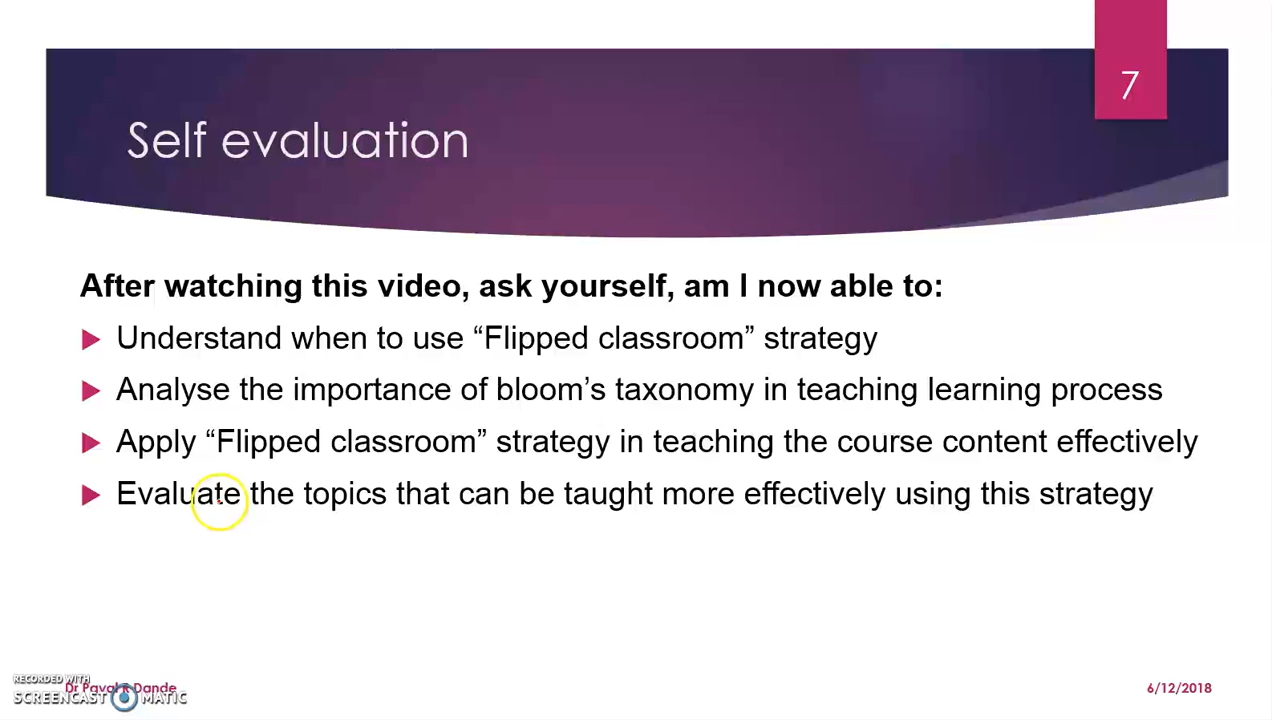 7
Self evaluation
After watching this video, ask yourself, am I now able to:
Understand when to use “Flipped classroom” strategy
Analyse the importance of bloom’s taxonomy in teaching learning process
Apply “Flipped classroom” strategy in teaching the course content effectively
Evaluate the topics that can be taught more effectively using this strategy
RECORDED WITH
Dr Payal R Dande
SCREENCAST MATIC
6/12/2018